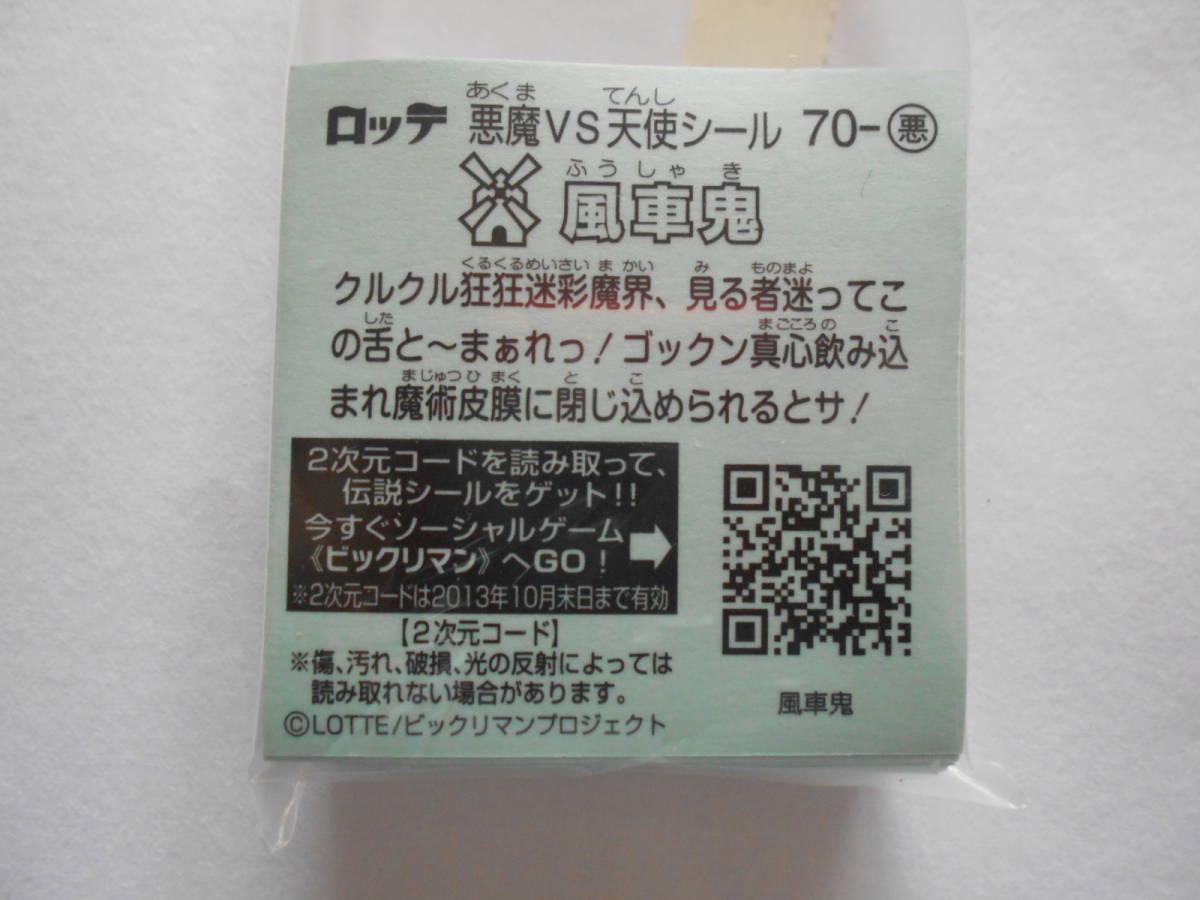 ロッテ 悪魔VS天使シール 70-悪
あくま てんし
風車鬼
ふうしゃき
くるくるめいさいまかい み ものまよ
クルクル狂狂迷彩魔界、見る者迷ってこ
した まごころの こ
の舌と〜まぁれっ！ゴックン真心飲み込
まじゅつひまく と こ
まれ魔術皮膜に閉じ込められるとサ！
2次元コードを読み取って、
伝説シールをゲット!!
今すぐソーシャルゲーム
《ビックリマン》へGO！
※2次元コードは2013年10月末日まで有効
【2次元コード】
※傷、汚れ、破損、光の反射によっては
読み取れない場合があります。
©LOTTE/ビックリマンプロジェクト
風車鬼